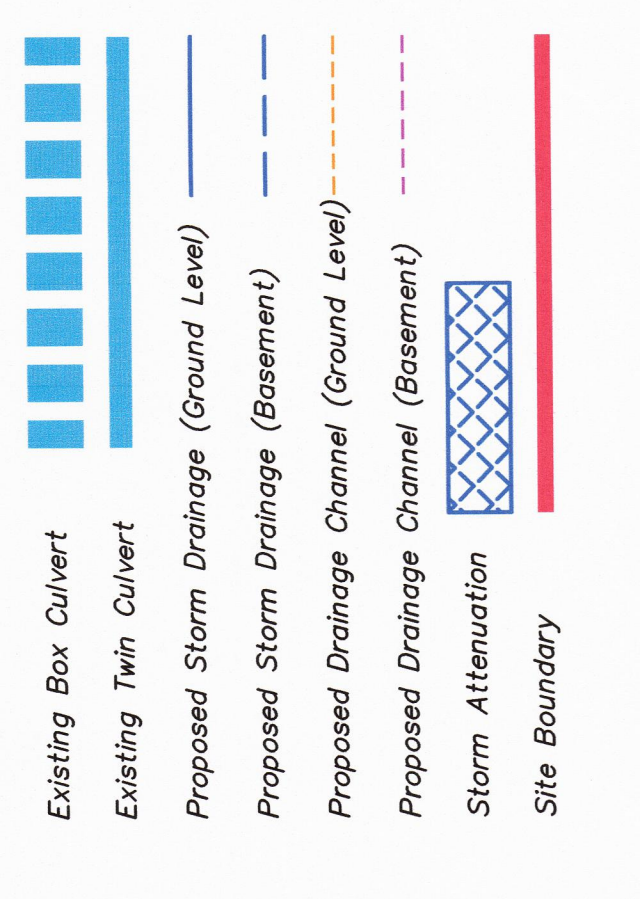 Existing Box Culvert
Existing Twin Culvert
Proposed Storm Drainage (Ground Level)
Proposed Storm Drainage (Basement)
Proposed Drainage Channel (Ground Level)
Proposed Drainage Channel (Basement)
Storm Attenuation
Site Boundary